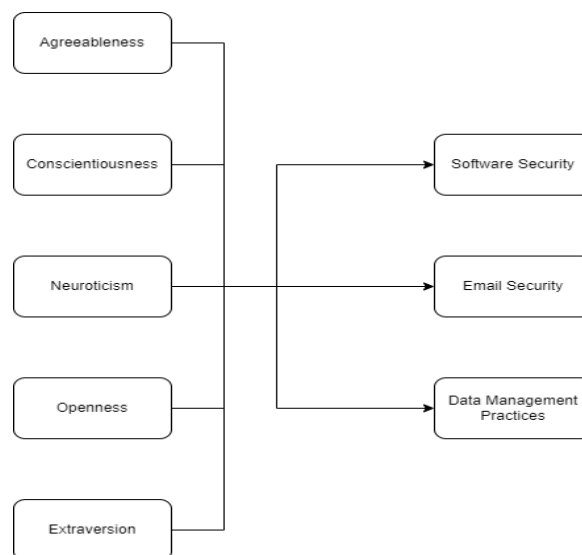 Agreeableness
Conscientiousness
Neuroticism
Openness
Extraversion
Software Security
Email Security
Data Management
Practices